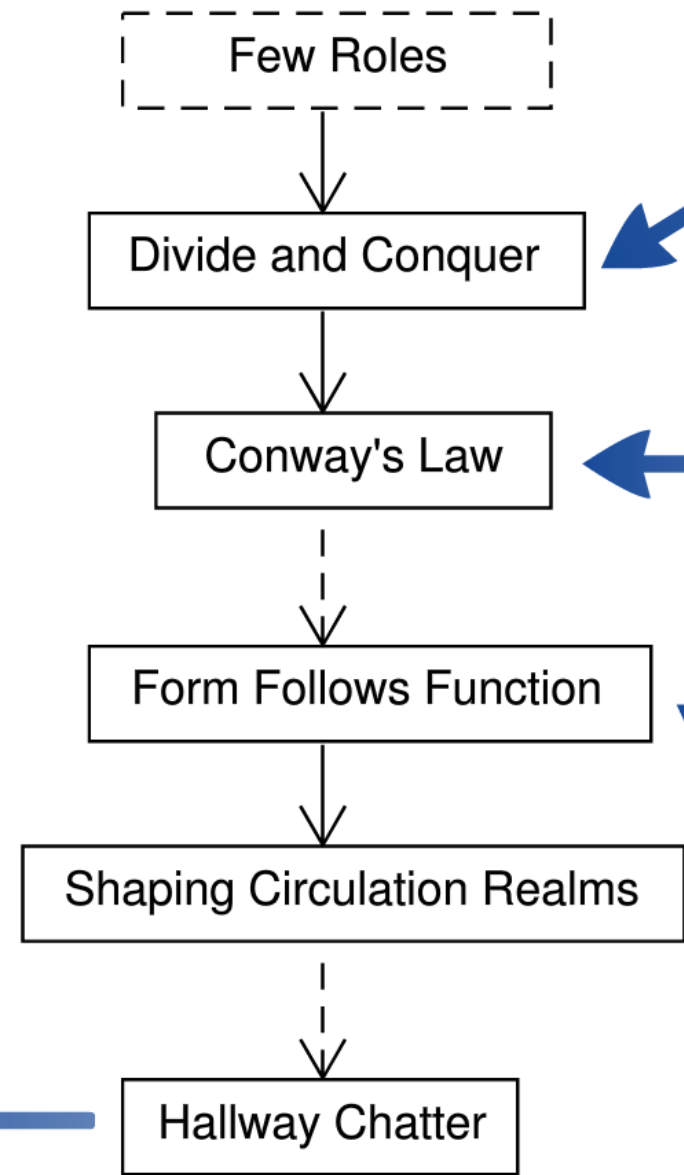 Few Roles
Divide and Conquer
Conway's Law
Form Follows Function
Shaping Circulation Realms
Hallway Chatter